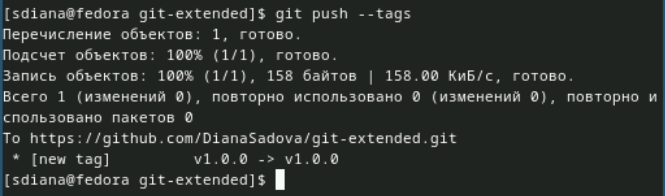 [sdiana@fedora git-extended]$ git push --tags
Перечисление объектов: 1, готово.
Подсчет объектов: 100% (1/1), готово.
Запись объектов: 100% (1/1), 158 байтов | 158.00 КиБ/с, готово.
Всего 1 (изменений 0), повторно использовано 0 (изменений 0), повторно и
спользовано пакетов 0
To https://github.com/DianaSadova/git-extended.git
 * [new tag]         v1.0.0 -> v1.0.0
[sdiana@fedora git-extended]$